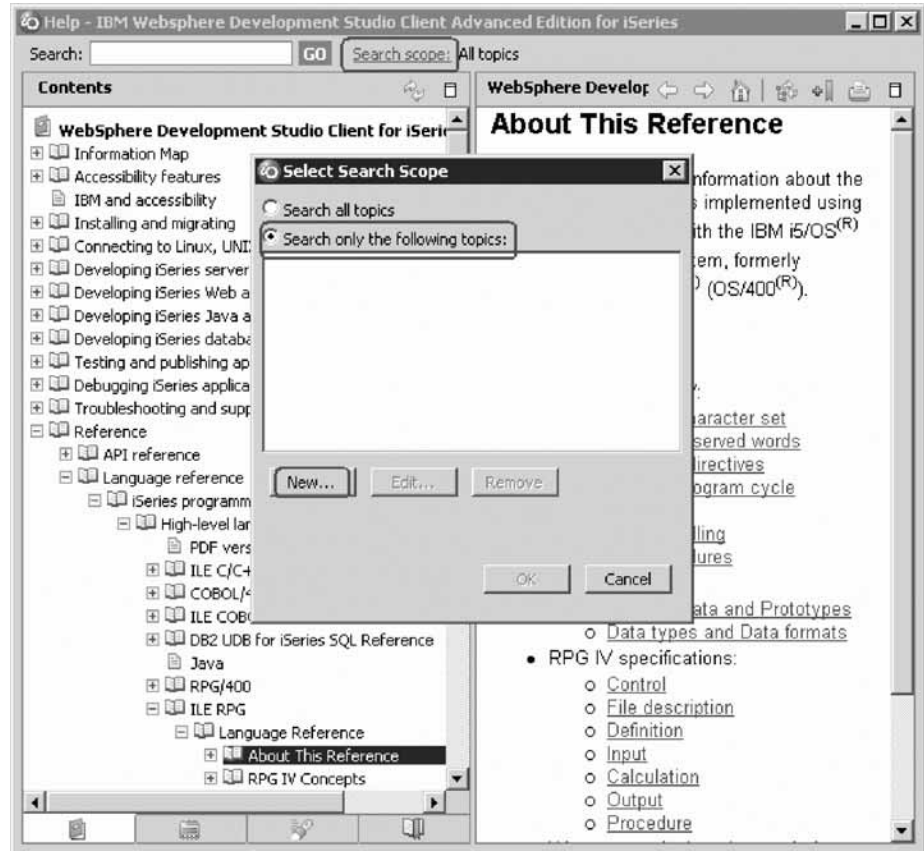 Help - IBM Websphere Development Studio Client Advanced Edition for iSeries
Search: GO Search scope: All topics
Contents
WebSphere Development Studio Client for iSerie
Information Map
Accessibility features
IBM and accessibility
Installing and migrating
Connecting to Linux, UNI
Developing iSeries server
Developing iSeries Web a
Developing iSeries Java a
Developing iSeries databa
Testing and publishing ap
Debugging iSeries applica
Troubleshooting and supp
Reference
API reference
Language reference
iSeries programm
High-level lan
PDF vers
ILE C/C+
COBOL/4
ILE COBO
DB2 UDB for iSeries SQL Reference
Java
RPG/400
ILE RPG
Language Reference
About This Reference
RPG IV Concepts
Select Search Scope
Search all topics
Search only the following topics:
New... Edit... Remove
OK Cancel
WebSphere Develop
About This Reference
nformation about the
s implemented using
ith the IBM i5/OS(R)
em, formerly
) (OS/400(R)).
y:
aracter set
served words
irectives
ogram cycle
lling
ures
ata and Prototypes
Data types and Data formats
RPG IV specifications:
Control
File description
Definition
Input
Calculation
Output
Procedure